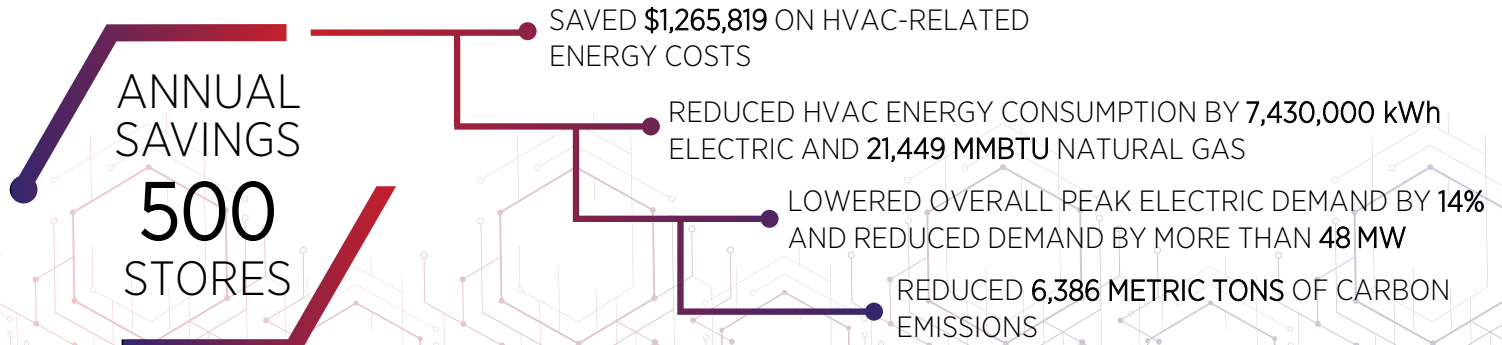 ANNUAL
SAVINGS
500
STORES
SAVED $1,265,819 ON HVAC-RELATED
ENERGY COSTS
REDUCED HVAC ENERGY CONSUMPTION BY 7,430,000 kWh
ELECTRIC AND 21,449 MMBTU NATURAL GAS
LOWERED OVERALL PEAK ELECTRIC DEMAND BY 14%
AND REDUCED DEMAND BY MORE THAN 48 MW
REDUCED 6,386 METRIC TONS OF CARBON
EMISSIONS